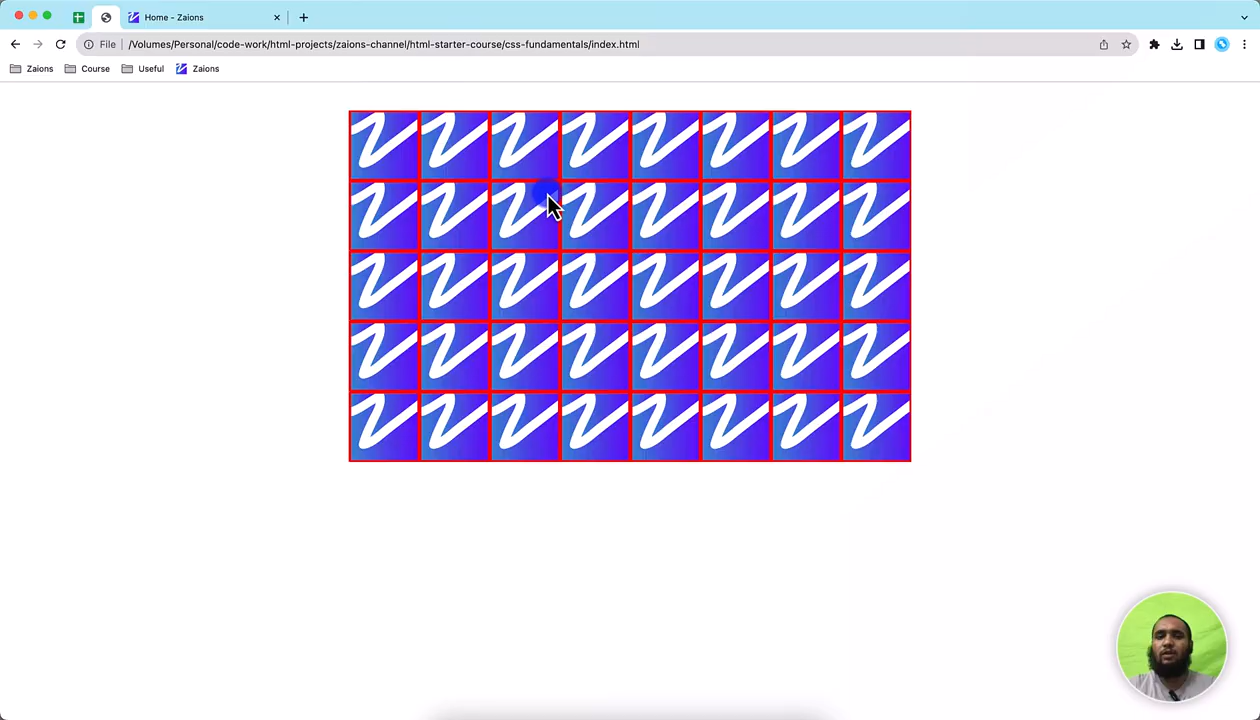 Home - Zaions
File /Volumes/Personal/code-work/html-projects/zaions-channel/html-starter-course/css-fundamentals/index.html
Zaions Course Useful Zaions